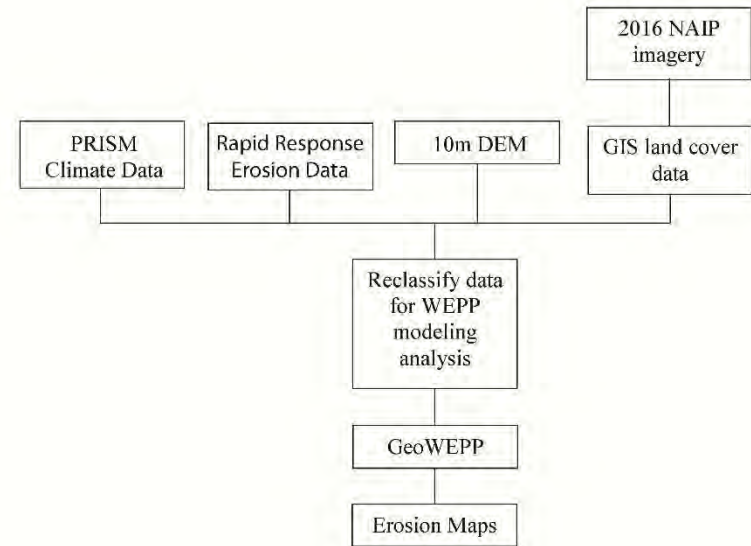 2016 NAIP
imagery
PRISM
Climate Data
Rapid Response
Erosion Data
10m DEM
GIS land cover
data
Reclassify data
for WEPP
modeling
analysis
GeoWEPP
Erosion Maps